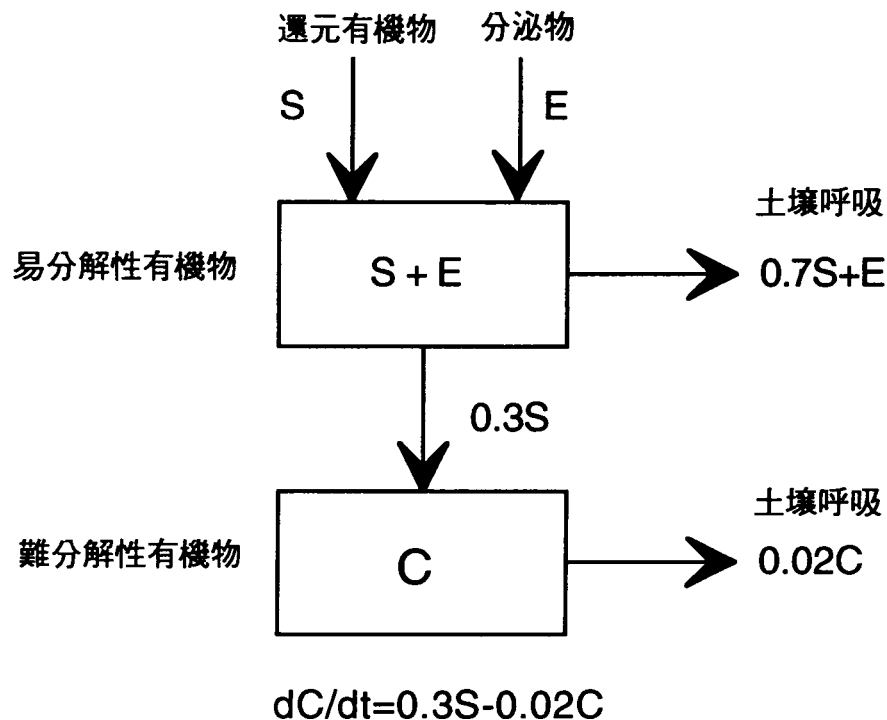 還元有機物 分泌物
S E
土壤呼吸
易分解性有機物 S + E 0.7S+E
0.3S
土壤呼吸
難分解性有機物 C 0.02C
dC/dt=0.3S-0.02C